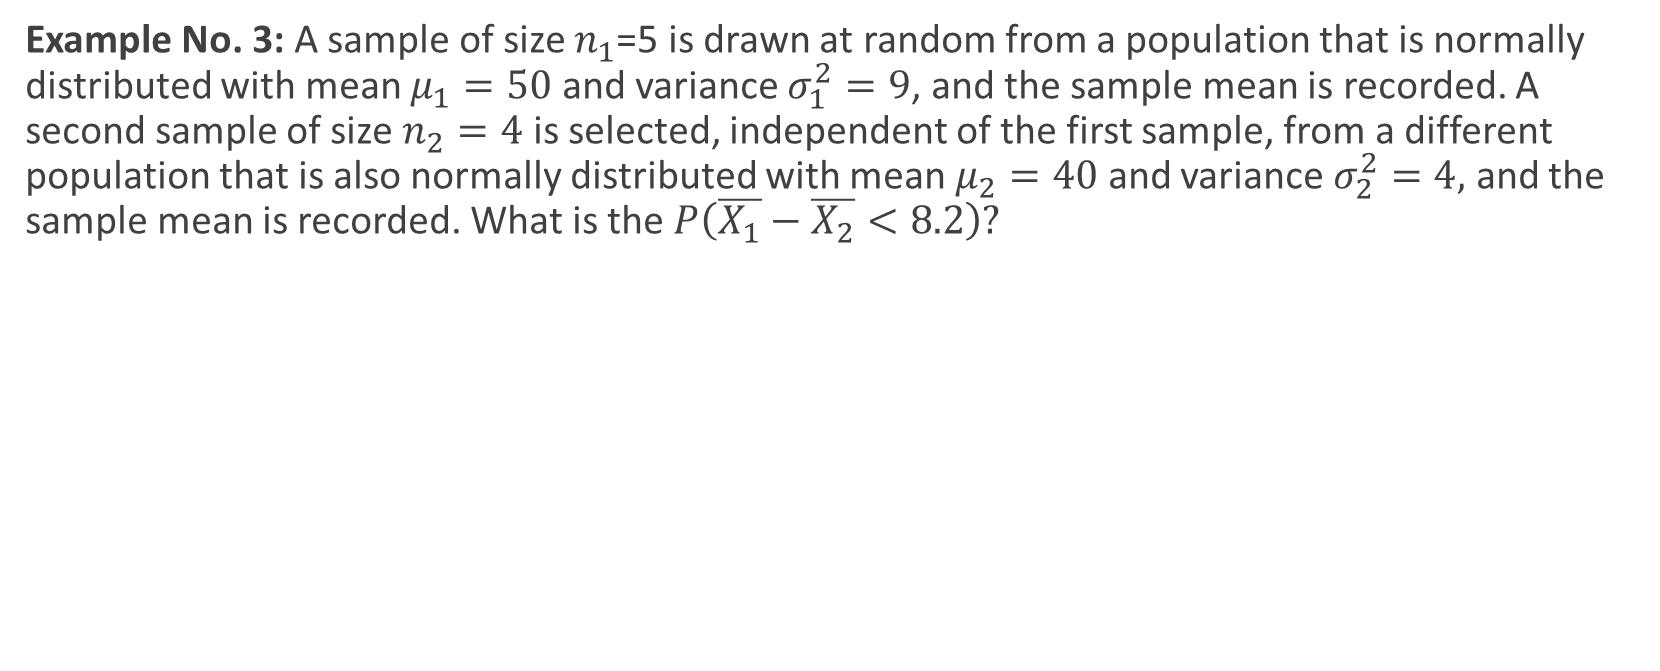 Example No. 3: A sample of size n₁=5 is drawn at random from a population that is normally
distributed with mean μ₁ = 50 and variance σ₁² = 9, and the sample mean is recorded. A
second sample of size n₂ = 4 is selected, independent of the first sample, from a different
population that is also normally distributed with mean μ₂ = 40 and variance σ₂² = 4, and the
sample mean is recorded. What is the P(X̅₁ − X̅₂ < 8.2)?